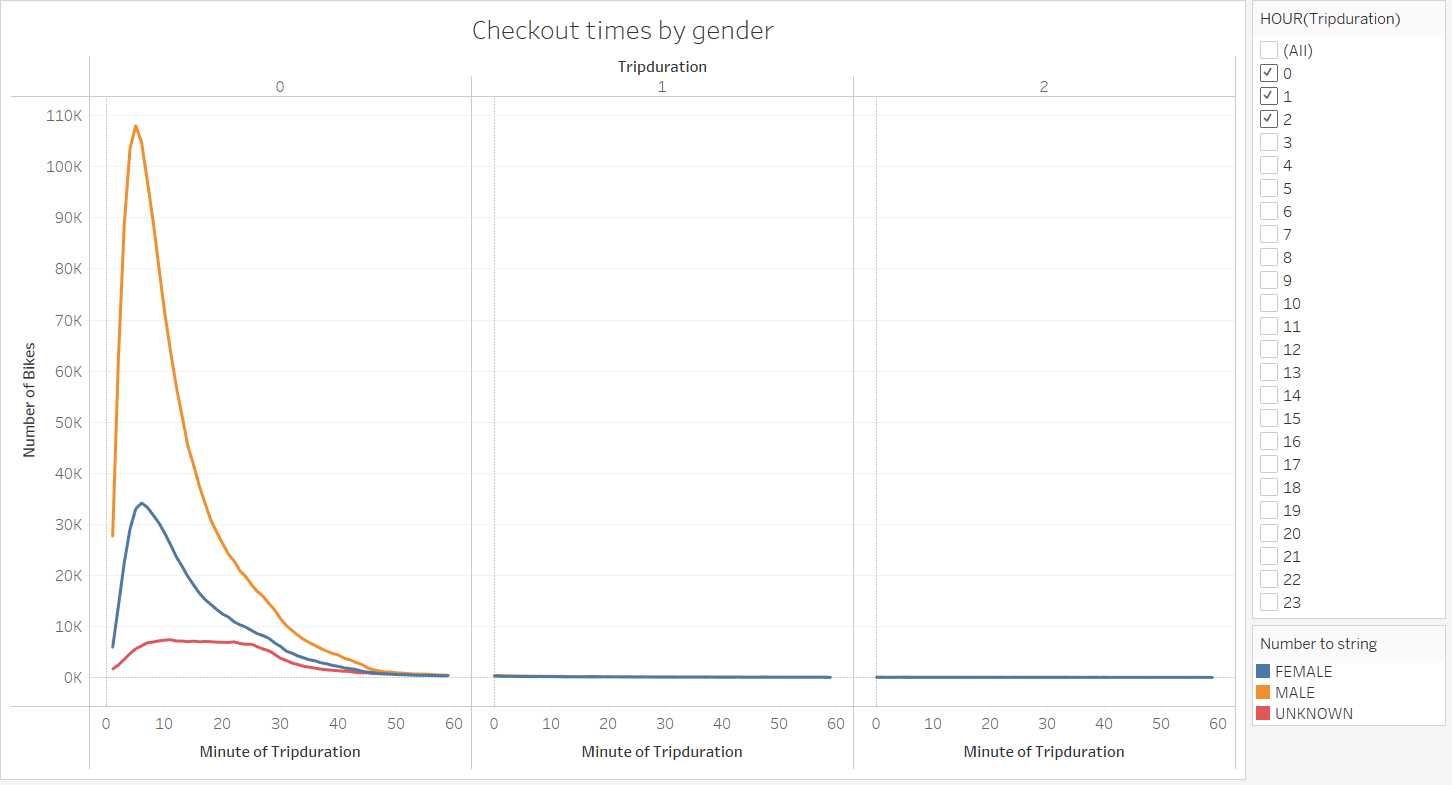 Checkout times by gender
Tripduration
0 1 2
110K
100K
90K
80K
70K
60K
50K
40K
30K
20K
10K
0K
Number of Bikes
0 10 20 30 40 50 60 0 10 20 30 40 50 60 0 10 20 30 40 50 60
Minute of Tripduration Minute of Tripduration Minute of Tripduration
HOUR(Tripduration)
(All)
0
1
2
3
4
5
6
7
8
9
10
11
12
13
14
15
16
17
18
19
20
21
22
23
Number to string
FEMALE
MALE
UNKNOWN